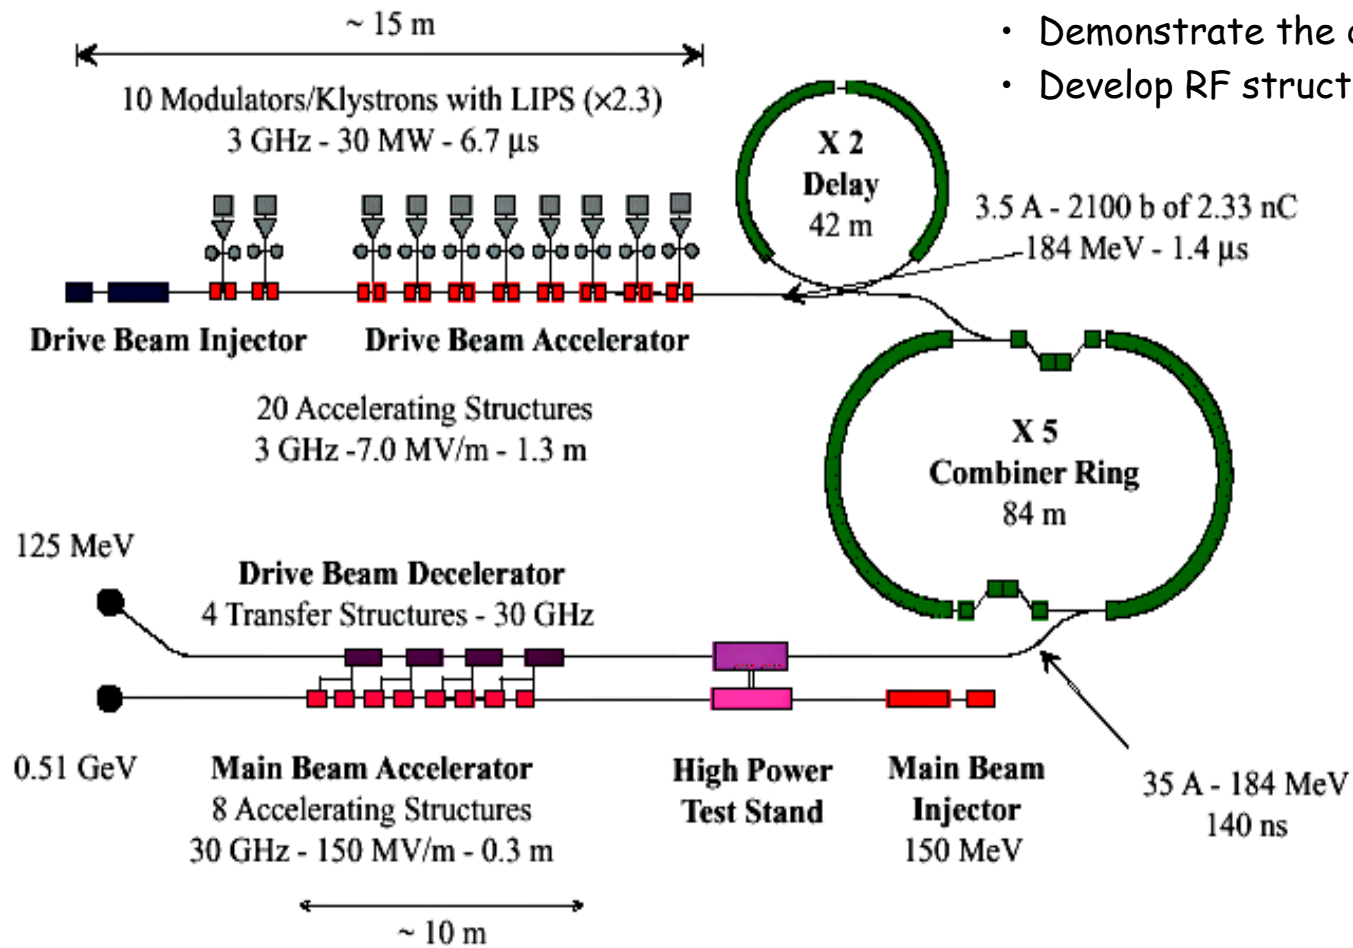 ~ 15 m
• Demonstrate the
• Develop RF struct
10 Modulators/Klystrons with LIPS (×2.3)
3 GHz - 30 MW - 6.7 µs
X 2
Delay
42 m
3.5 A - 2100 b of 2.33 nC
184 MeV - 1.4 µs
Drive Beam Injector
Drive Beam Accelerator
20 Accelerating Structures
3 GHz -7.0 MV/m - 1.3 m
X 5
Combiner Ring
84 m
125 MeV
Drive Beam Decelerator
4 Transfer Structures - 30 GHz
0.51 GeV
Main Beam Accelerator
8 Accelerating Structures
30 GHz - 150 MV/m - 0.3 m
High Power
Test Stand
Main Beam
Injector
150 MeV
35 A - 184 MeV
140 ns
~ 10 m